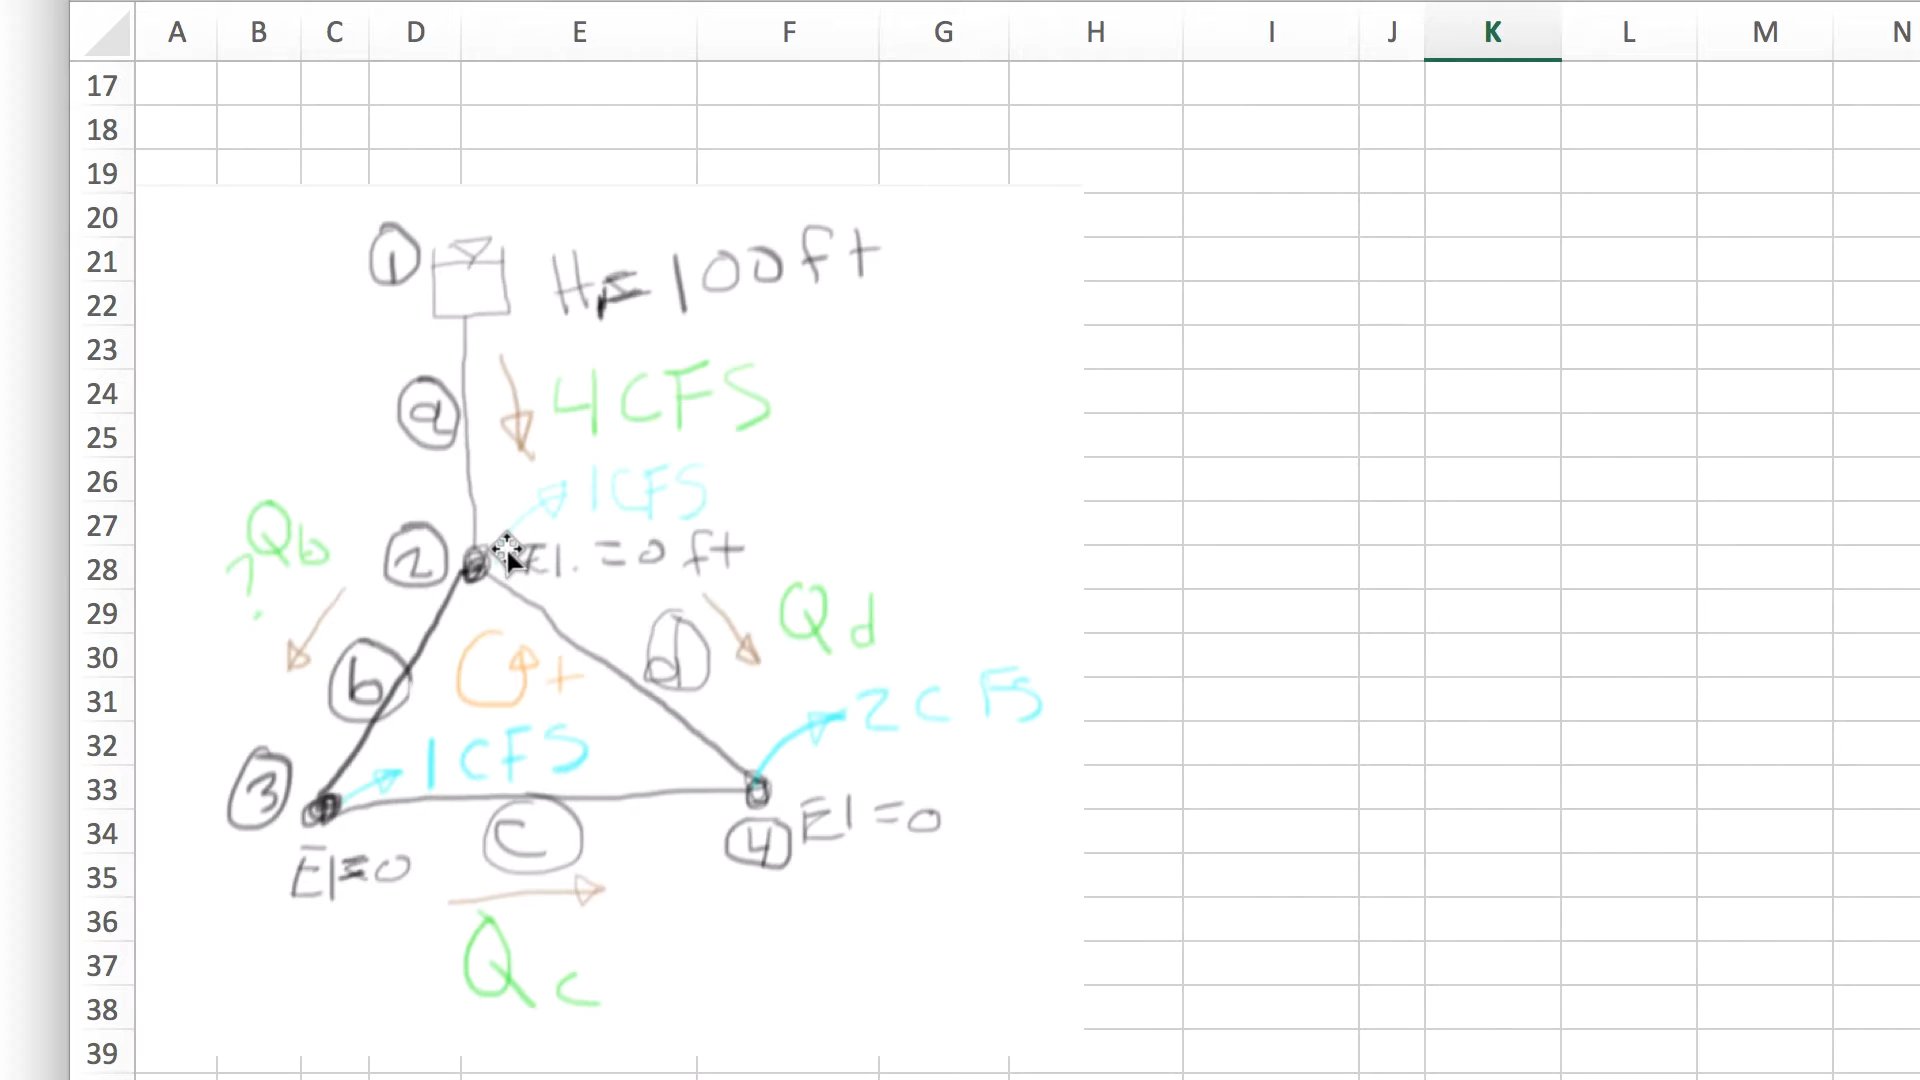 A B C D E F G H I J K L M N
17
18
19
20
21
22
23
24
25
26
27
28
29
30
31
32
33
34
35
36
37
38
39
1 H1=100ft
a 4CFS
1CFS
Qb ?
2 El.=0ft
Qd
b + d
2CFS
3 1CFS
c 4 El=0
El=0
Qc